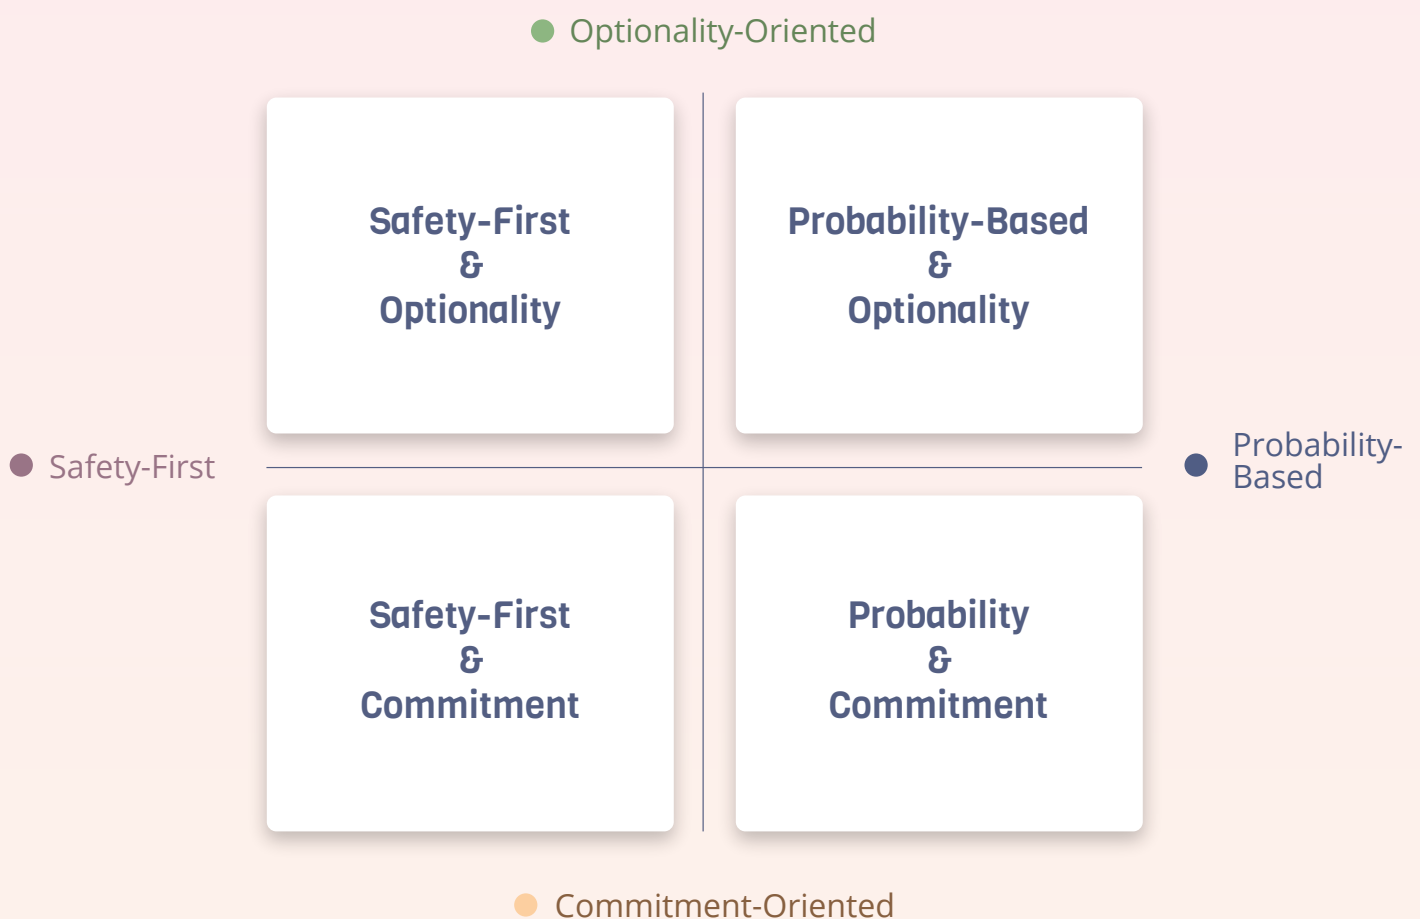 Optionality-Oriented
Safety-First
&
Optionality
Probability-Based
&
Optionality
Safety-First
Probability-
Based
Safety-First
&
Commitment
Probability
&
Commitment
Commitment-Oriented